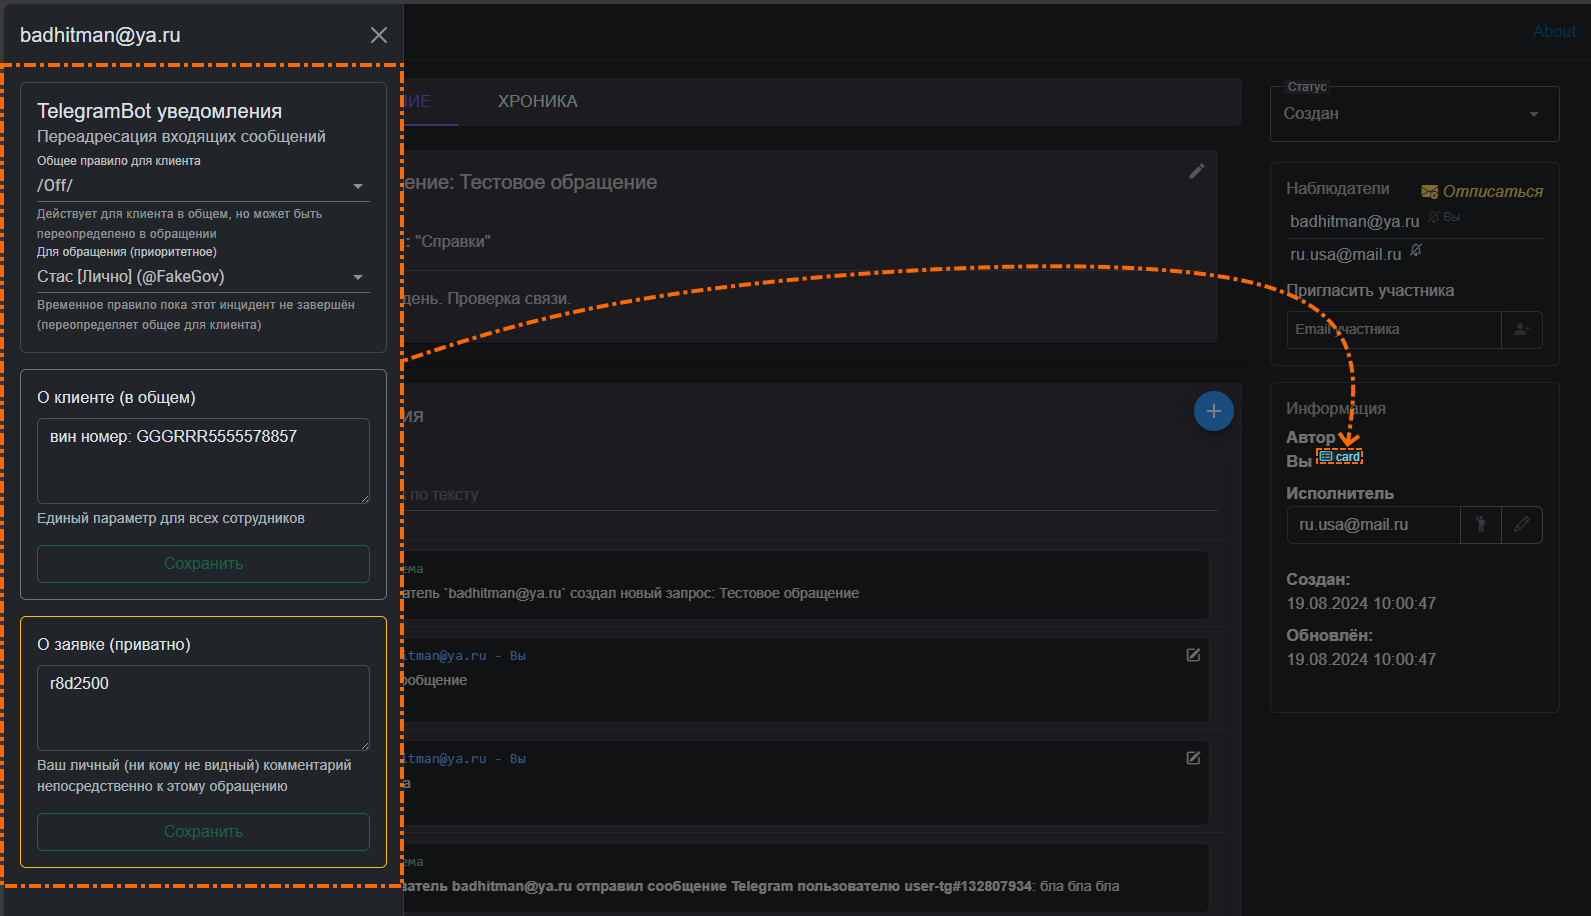 badhitman@ya.ru
TelegramBot уведомления
Переадресация входящих сообщений
Общее правило для клиента
/Off/
Действует для клиента в общем, но может быть
переопределено в обращении
Для обращения (приоритетное)
Стас [Лично] (@FakeGov)
Временное правило пока этот инцидент не завершён
(переопределяет общее для клиента)
О клиенте (в общем)
вин номер: GGGRRR5555578857
Единый параметр для всех сотрудников
Сохранить
О заявке (приватно)
r8d2500
Ваш личный (ни кому не видный) комментарий
непосредственно к этому обращению
Сохранить
About
ИЕ
ХРОНИКА
ение: Тестовое обращение
: "Справки"
день. Проверка связи.
ия
по тексту
ема
атель `badhitman@ya.ru` создал новый запрос: Тестовое обращение
itman@ya.ru - Вы
ообщение
itman@ya.ru - Вы
а
ема
затель badhitman@ya.ru отправил сообщение Telegram пользователю user-tg#132807934: бла бла бла
Статус
Создан
Наблюдатели
Отписаться
badhitman@ya.ru Вы
ru.usa@mail.ru
Пригласить участника
Email участника
Информация
Автор
Вы card
Исполнитель
ru.usa@mail.ru
Создан:
19.08.2024 10:00:47
Обновлён:
19.08.2024 10:00:47